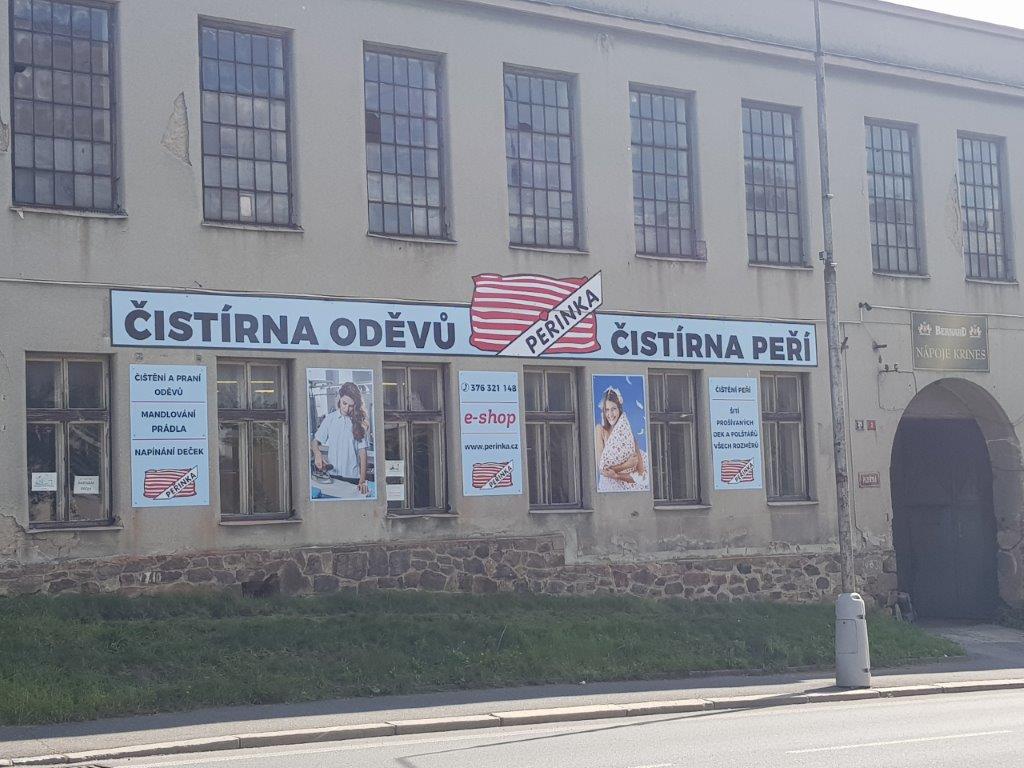 ČISTÍRNA ODĚVŮ
PEŘINKA
ČISTÍRNA PEŘÍ
BERNARD
NÁPOJE KRINES
ČIŠTĚNÍ A PRANÍ
ODĚVŮ
MANDLOVÁNÍ
PRÁDLA
NAPÍNÁNÍ DEČEK
PEŘINKA
376 321 148
e-shop
www.perinka.cz
PEŘINKA
ČIŠTĚNÍ PEŘÍ
ŠITÍ
PROŠÍVANÝCH
DEK A POLŠTÁŘŮ
VŠECH ROZMĚRŮ
PEŘINKA